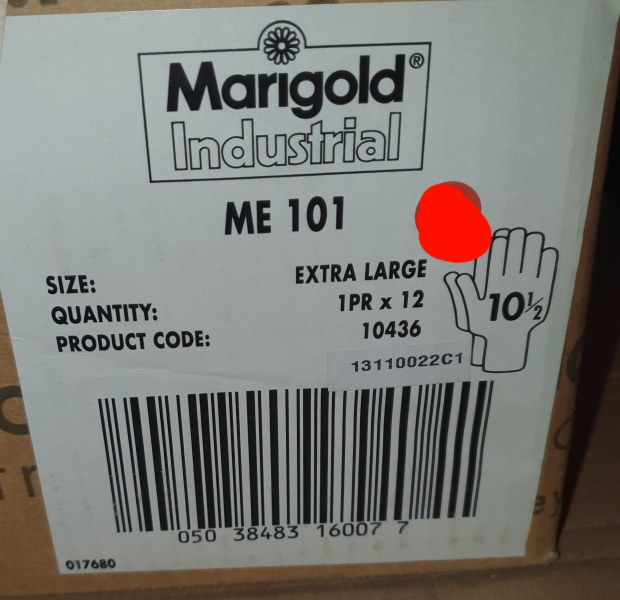 Marigold®
Industrial
ME 101
SIZE: EXTRA LARGE
QUANTITY: 1PR x 12
PRODUCT CODE: 10436
10½
13110022C1
050 38483 16007 7
017680